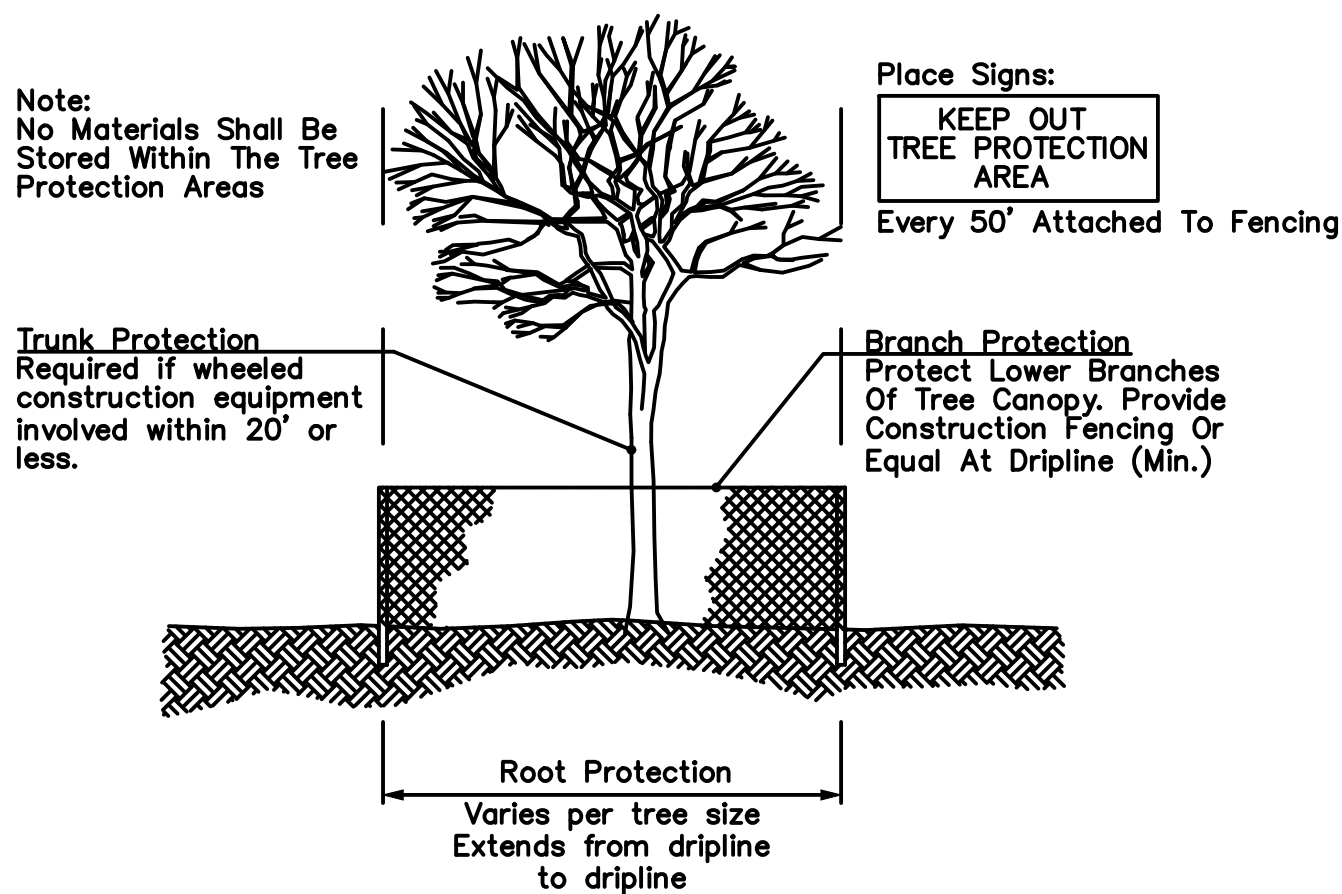 Note:
No Materials Shall Be
Stored Within The Tree
Protection Areas
Place Signs:
KEEP OUT
TREE PROTECTION
AREA
Every 50' Attached To Fencing
Trunk Protection
Required if wheeled
construction equipment
involved within 20' or
less.
Branch Protection
Protect Lower Branches
Of Tree Canopy. Provide
Construction Fencing Or
Equal At Dripline (Min.)
Root Protection
Varies per tree size
Extends from dripline
to dripline